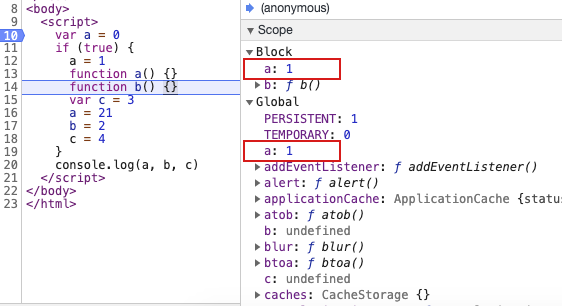 8 <body>
9 <script>
10 var a = 0
11 if (true) {
12 a = 1
13 function a() {}
14 function b() {}
15 var c = 3
16 a = 21
17 b = 2
18 c = 4
19 }
20 console.log(a, b, c)
21 </script>
22 </body>
23 </html>
(anonymous)
Scope
Block
a: 1
b: ƒ b()
Global
PERSISTENT: 1
TEMPORARY: 0
a: 1
addEventListener: ƒ addEventListener()
alert: ƒ alert()
applicationCache: ApplicationCache {status
atob: ƒ atob()
b: undefined
blur: ƒ blur()
btoa: ƒ btoa()
c: undefined
caches: CacheStorage {}